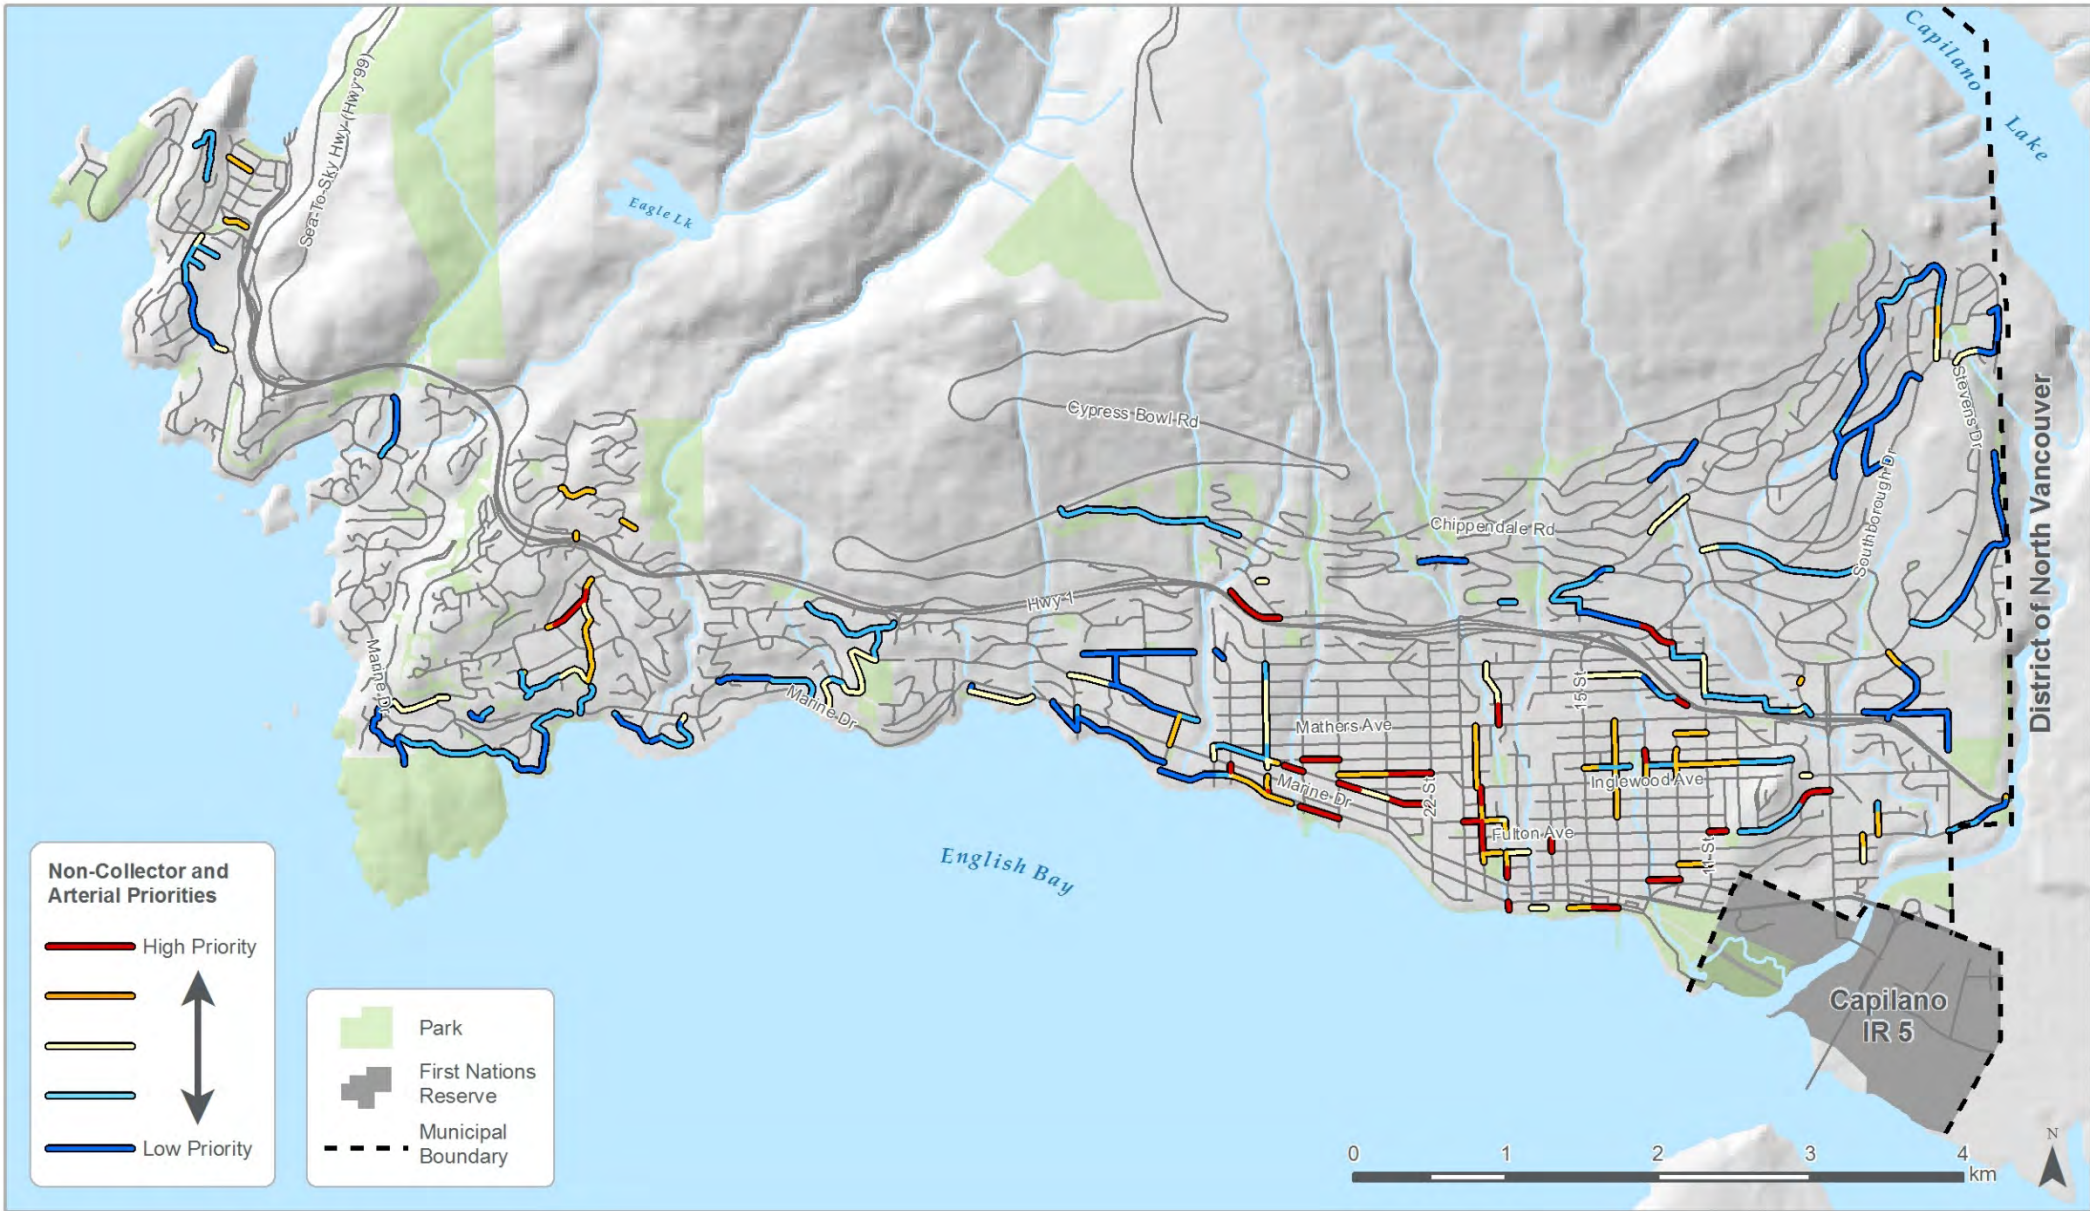 Capilano
Lake
Sea-To-Sky Hwy (Hwy 99)
Eagle Lk
Cypress Bowl Rd
Stevens Dr
District of North Vancouver
Chippendale Rd
Southborough Dr
Hwy 1
Marine Dr
Marine Dr
15 St
Mathers Ave
Inglewood Ave
Marine Dr
22 St
Fulton Ave
11 St
English Bay
Capilano
IR 5
Non-Collector and
Arterial Priorities
High Priority
Low Priority
Park
First Nations
Reserve
Municipal
Boundary
0 1 2 3 4
km
N